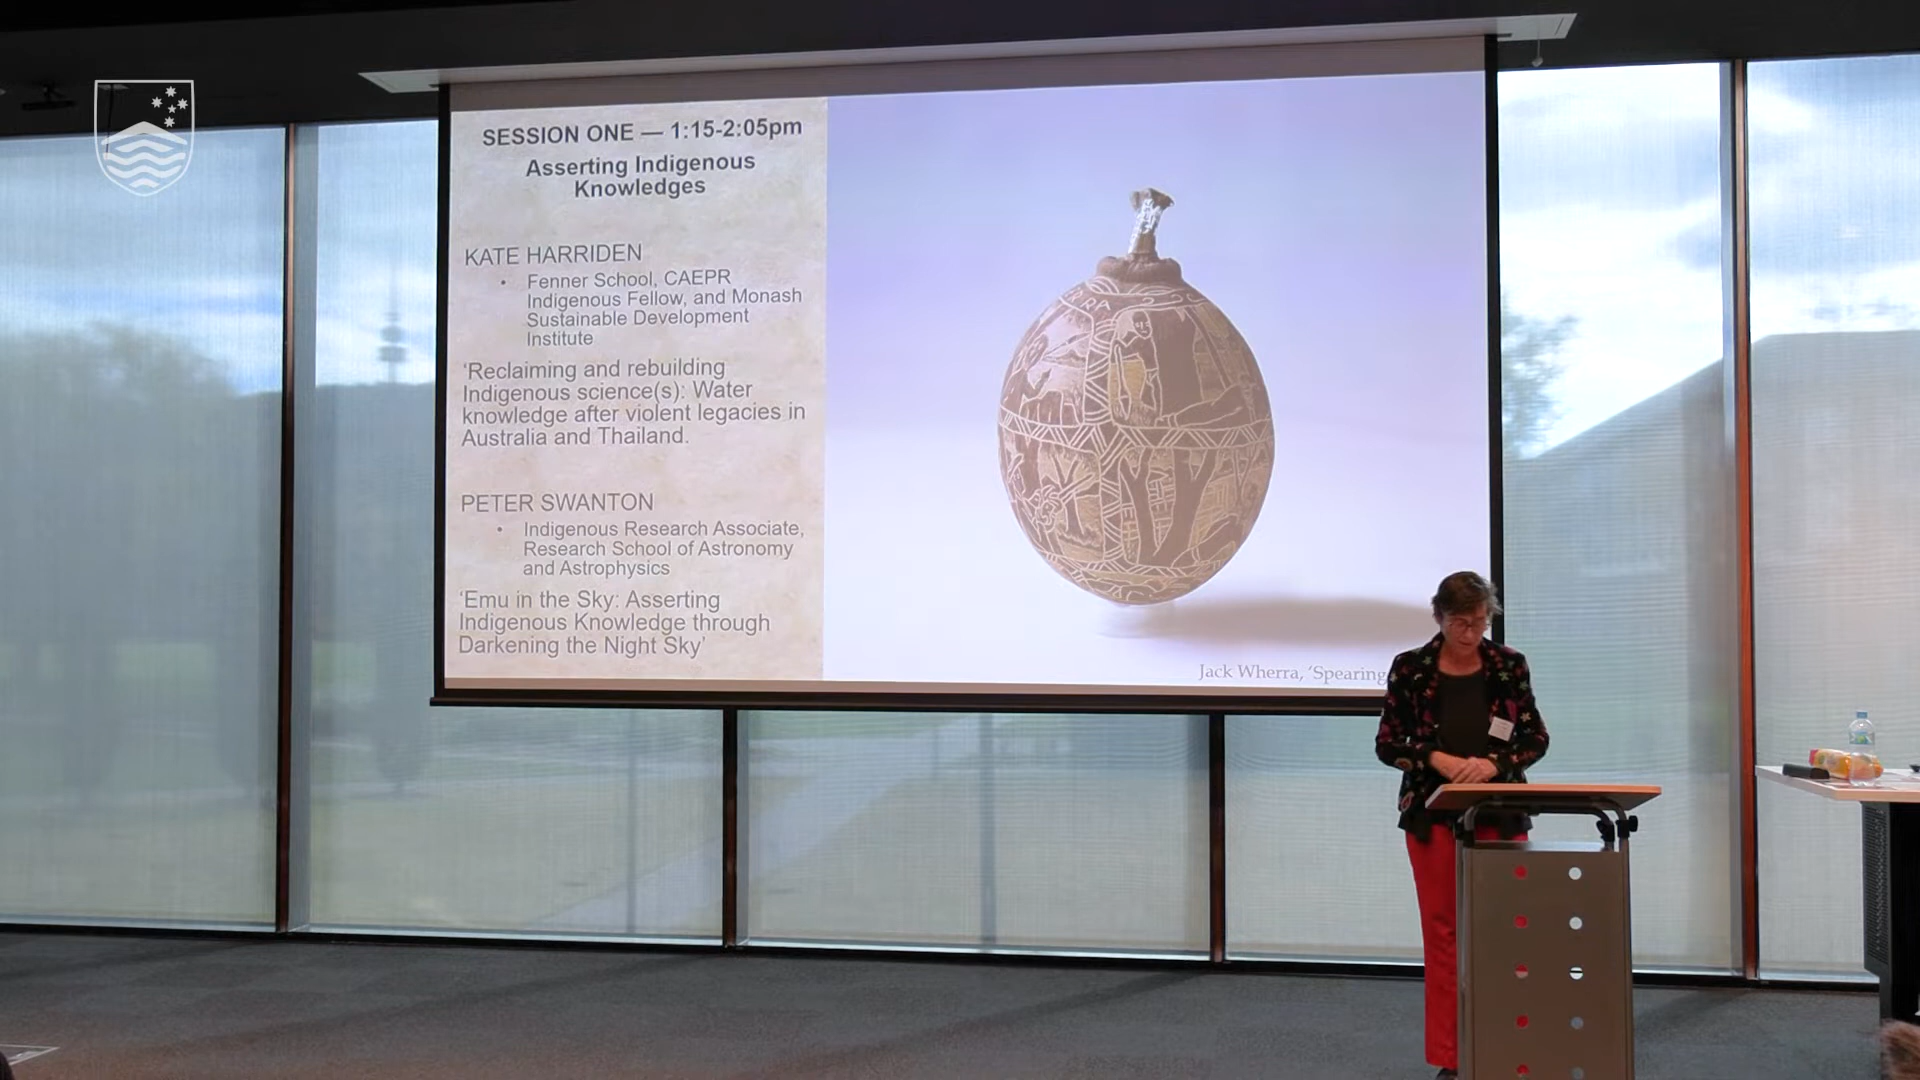 SESSION ONE — 1:15-2:05pm
Asserting Indigenous
Knowledges
KATE HARRIDEN
• Fenner School, CAEPR
Indigenous Fellow, and Monash
Sustainable Development
Institute
‘Reclaiming and rebuilding
Indigenous science(s): Water
knowledge after violent legacies in
Australia and Thailand.
PETER SWANTON
• Indigenous Research Associate,
Research School of Astronomy
and Astrophysics
‘Emu in the Sky: Asserting
Indigenous Knowledge through
Darkening the Night Sky’
Jack Wherra, ‘Spearing